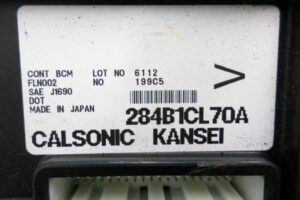 CONT BCM LOT NO 6112
FLN002 NO 199C5
SAE J1690
DOT
MADE IN JAPAN 284B1CL70A
CALSONIC KANSEI